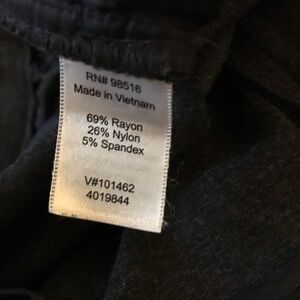 RN# 98516
Made in Vietnam
69% Rayon
26% Nylon
5% Spandex
V#101462
4019844